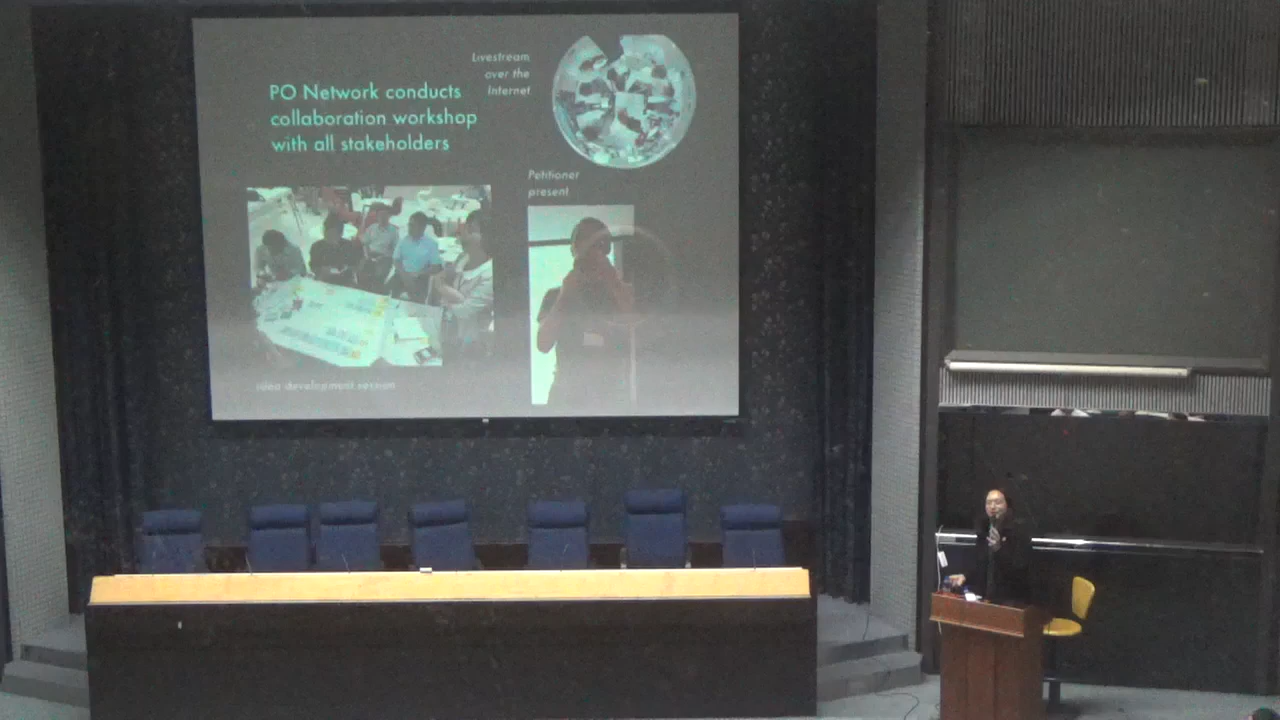 PO Network conducts
collaboration workshop
with all stakeholders
Livestream
over the
Internet
Petitioner
present
idea development session